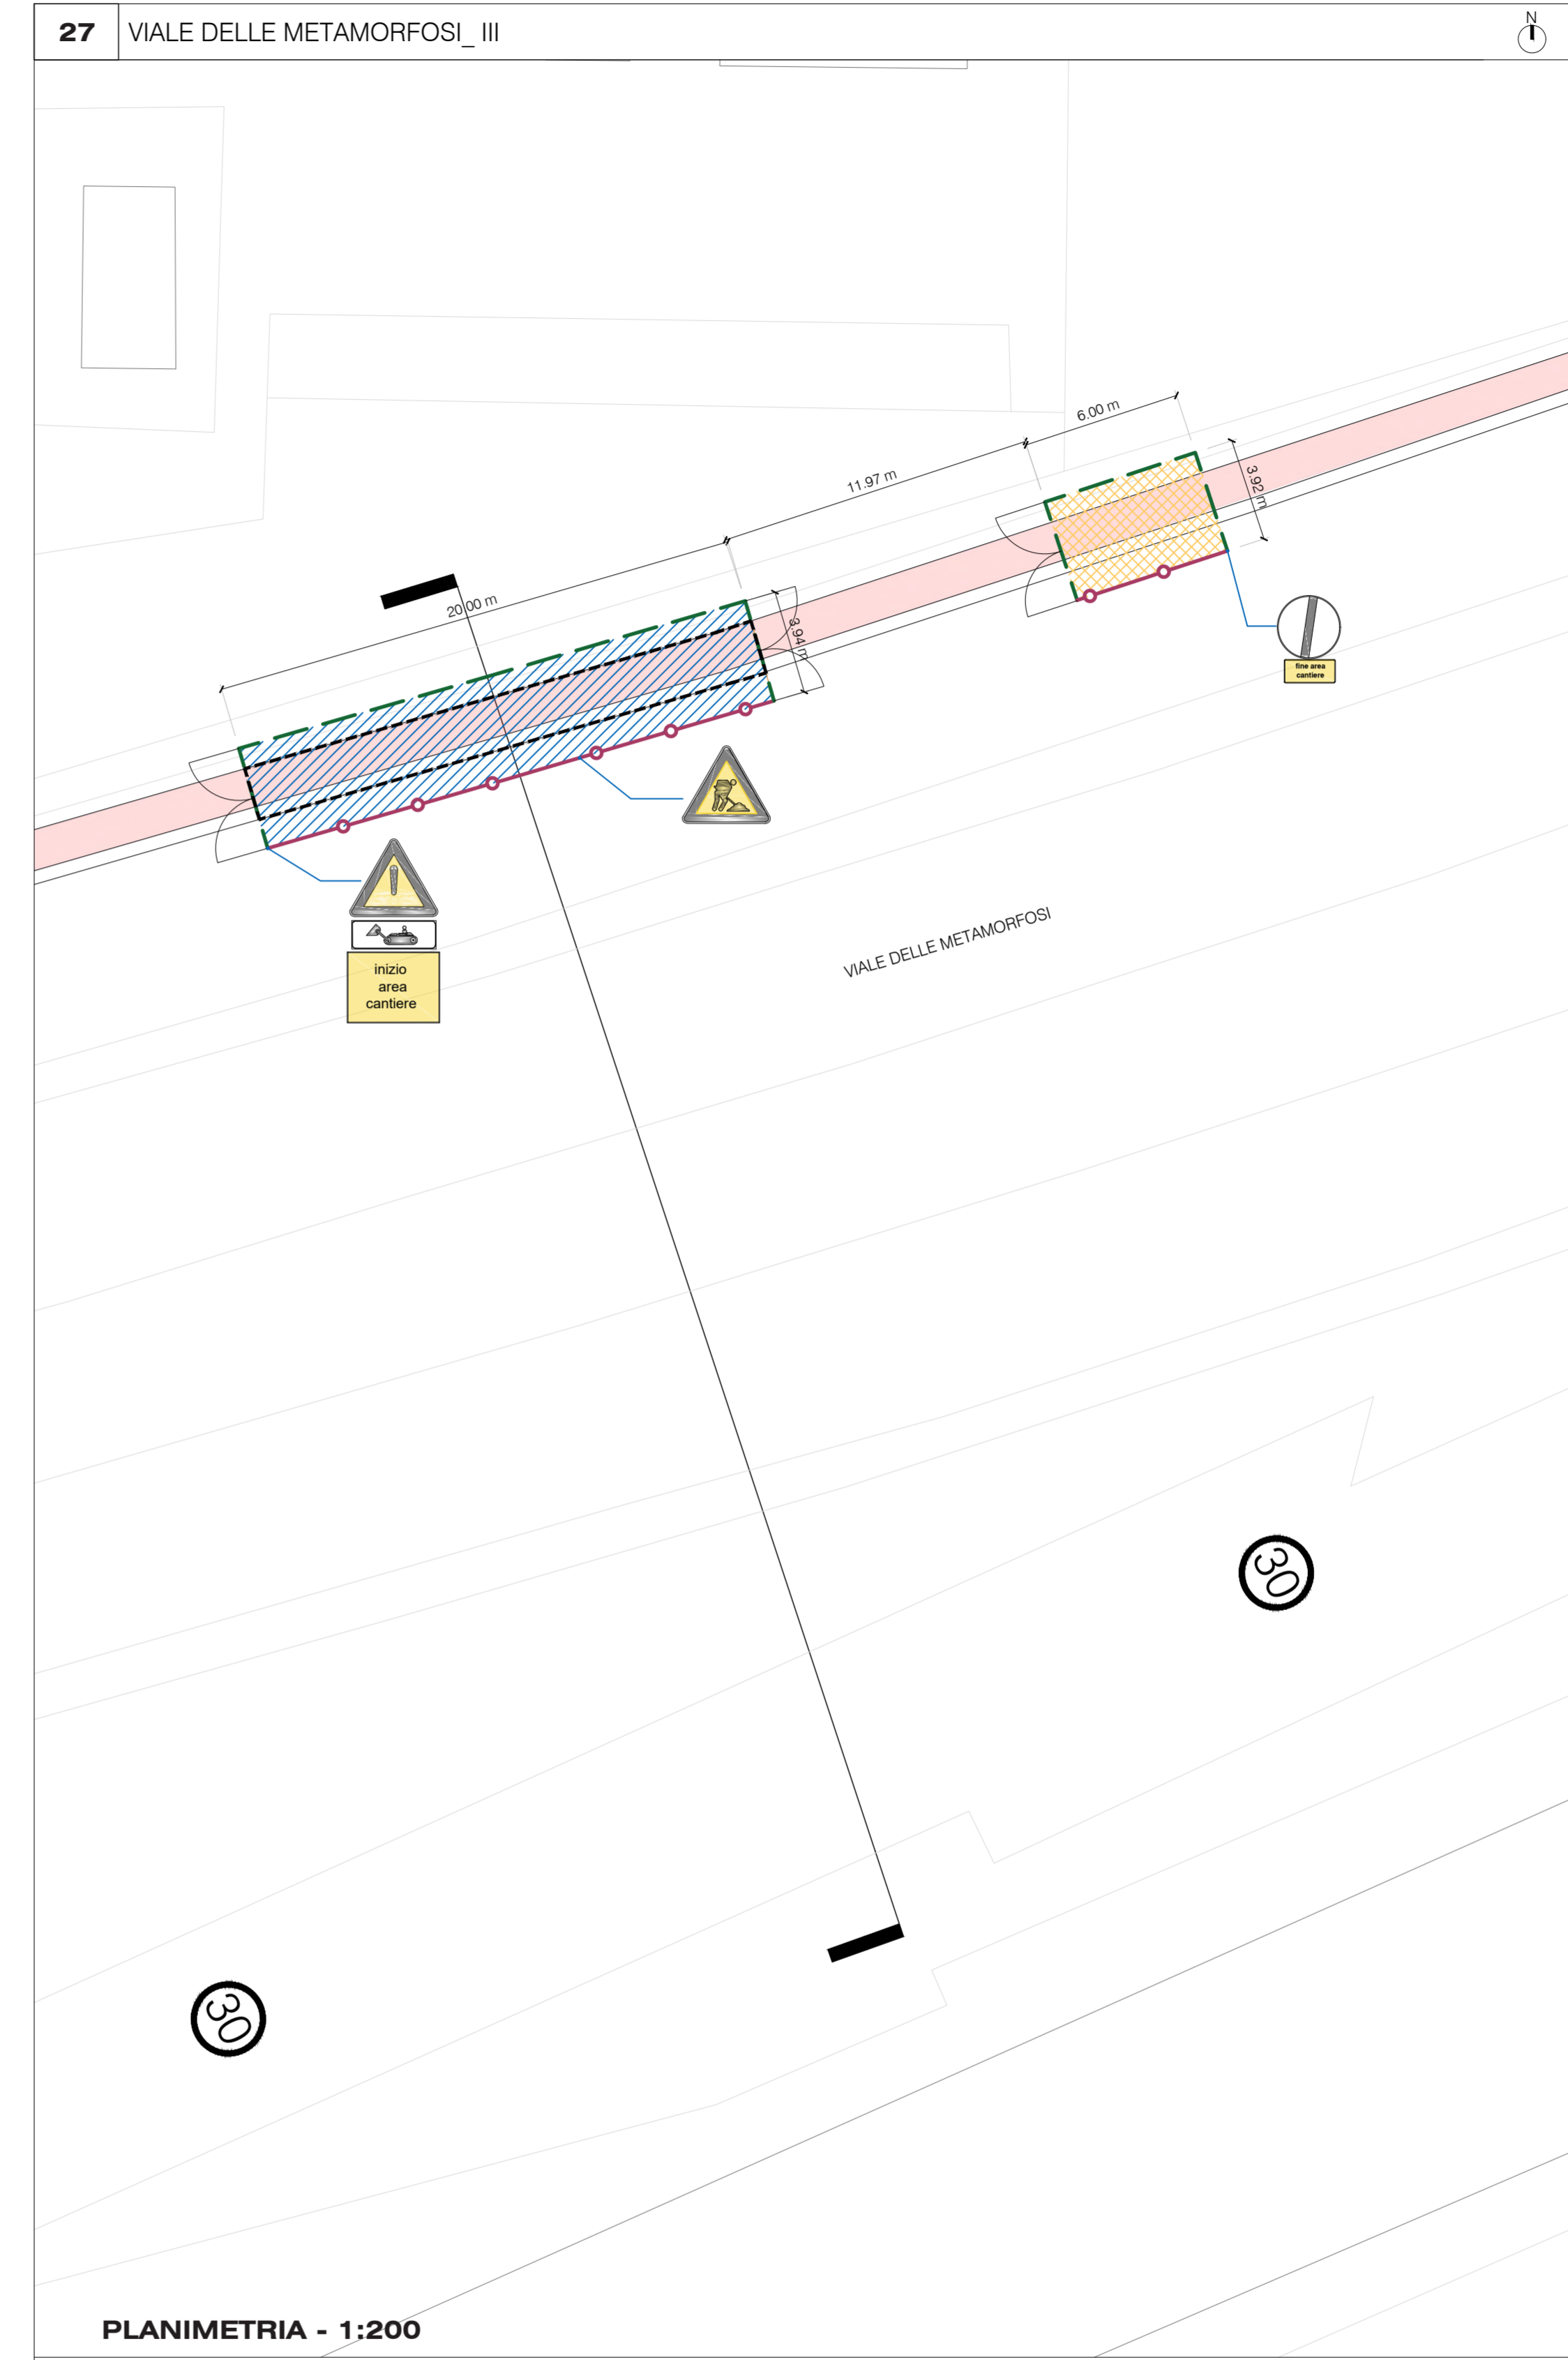 27
VIALE DELLE METAMORFOSI_ III
N
6.00 m
11.97 m
3.92 m
20.00 m
3.94 m
fine area
cantiere
inizio
area
cantiere
VIALE DELLE METAMORFOSI
30
30
PLANIMETRIA - 1:200